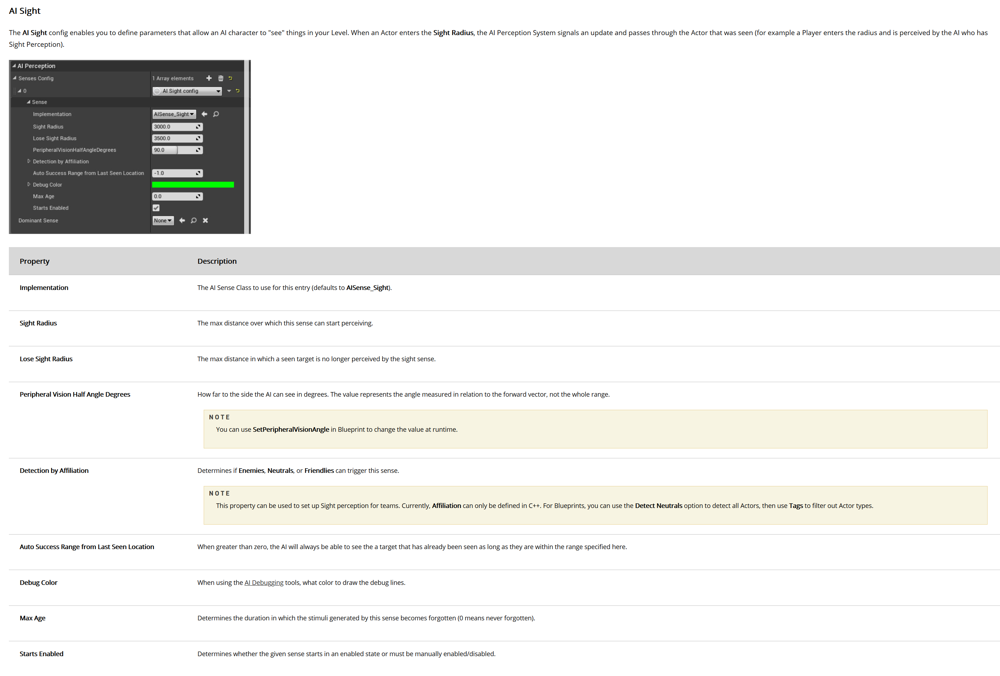 AI Sight
The AI Sight config enables you to define parameters that allow an AI character to "see" things in your Level. When an Actor enters the Sight Radius, the AI Perception System signals an update and passes through the Actor that was seen (for example a Player enters the radius and is perceived by the AI who has
Sight Perception).
AI Perception
Senses Config 1 Array elements
0 AI Sight config
Sense
Implementation AISense_Sight
Sight Radius 3000.0
Lose Sight Radius 3500.0
PeripheralVisionHalfAngleDegrees 90.0
Detection by Affiliation
Auto Success Range from Last Seen Location -1.0
Debug Color
Max Age 0.0
Starts Enabled
Dominant Sense None
Property Description
Implementation The AI Sense Class to use for this entry (defaults to AISense_Sight).
Sight Radius The max distance over which this sense can start perceiving.
Lose Sight Radius The max distance in which a seen target is no longer perceived by the sight sense.
Peripheral Vision Half Angle Degrees How far to the side the AI can see in degrees. The value represents the angle measured in relation to the forward vector, not the whole range.
NOTE
You can use SetPeripheralVisionAngle in Blueprint to change the value at runtime.
Detection by Affiliation Determines if Enemies, Neutrals, or Friendlies can trigger this sense.
NOTE
This property can be used to set up Sight perception for teams. Currently, Affiliation can only be defined in C++. For Blueprints, you can use the Detect Neutrals option to detect all Actors, then use Tags to filter out Actor types.
Auto Success Range from Last Seen Location When greater than zero, the AI will always be able to see the a target that has already been seen as long as they are within the range specified here.
Debug Color When using the AI Debugging tools, what color to draw the debug lines.
Max Age Determines the duration in which the stimuli generated by this sense becomes forgotten (0 means never forgotten).
Starts Enabled Determines whether the given sense starts in an enabled state or must be manually enabled/disabled.